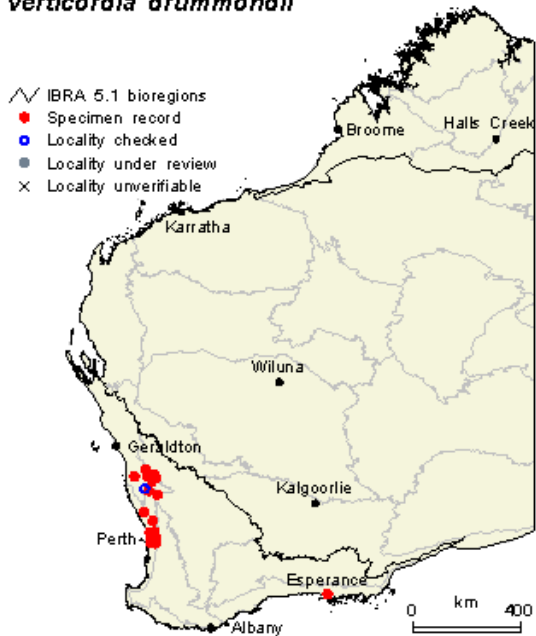 verticordia drummondii
IBRA 5.1 bioregions
Specimen record
Locality checked
Locality under review
Locality unverifiable
Broome
Halls Creek
Karratha
Wiluna
Geraldton
Kalgoorlie
Perth
Esperance
Albany
km
0 400